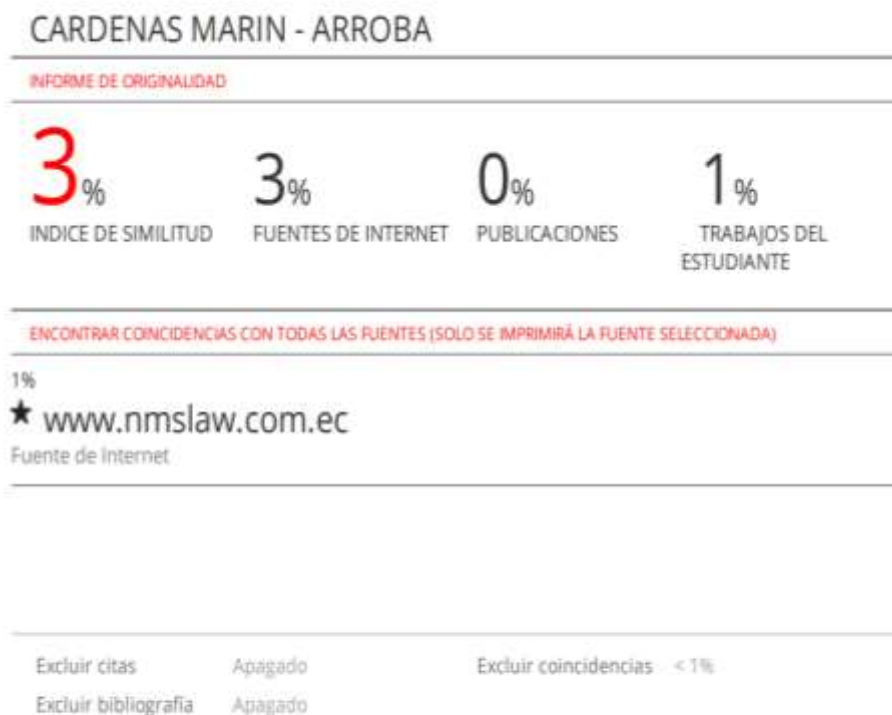 CARDENAS MARIN - ARROBA
INFORME DE ORIGINALIDAD
3% 3% 0% 1%
INDICE DE SIMILITUD FUENTES DE INTERNET PUBLICACIONES TRABAJOS DEL
ESTUDIANTE
ENCONTRAR COINCIDENCIAS CON TODAS LAS FUENTES (SOLO SE IMPRIMIRÁ LA FUENTE SELECCIONADA)
1%
★ www.nmslaw.com.ec
Fuente de Internet
Excluir citas Apagado Excluir coincidencias < 1%
Excluir bibliografía Apagado